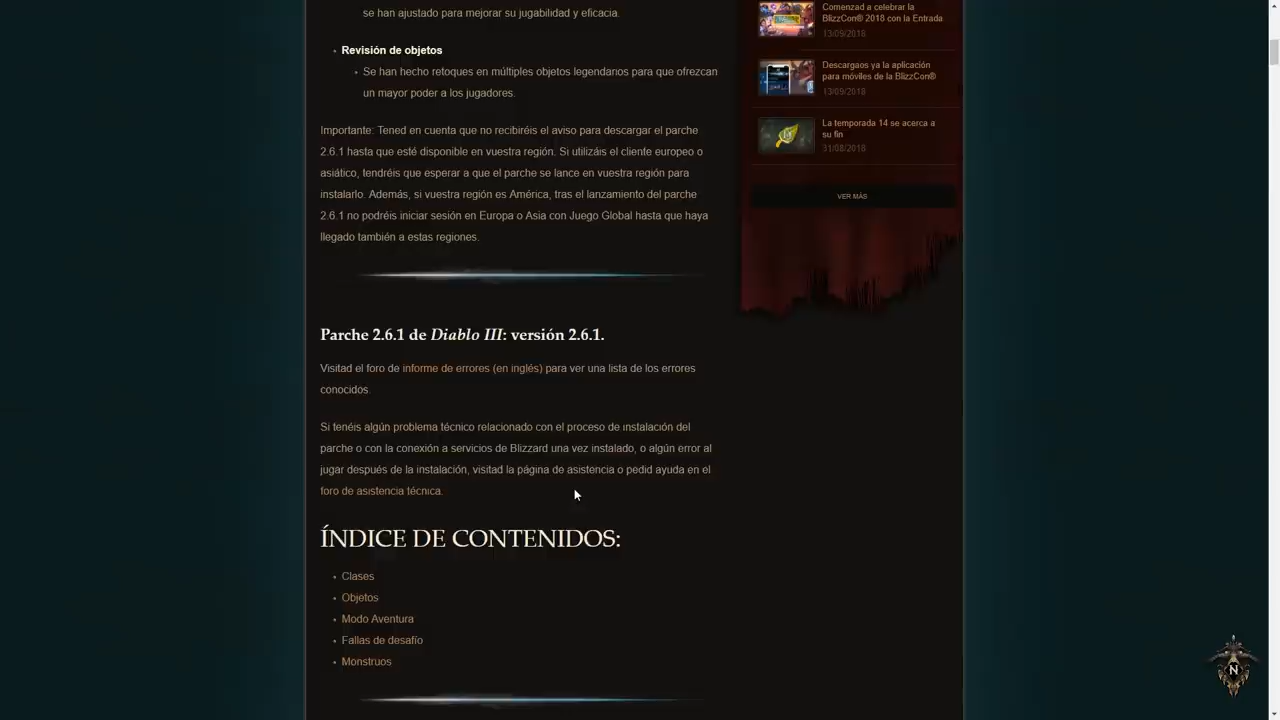 se han ajustado para mejorar su jugabilidad y eficacia.
Revisión de objetos
Se han hecho retoques en múltiples objetos legendarios para que ofrezcan
un mayor poder a los jugadores.
Importante: Tened en cuenta que no recibiréis el aviso para descargar el parche
2.6.1 hasta que esté disponible en vuestra región. Si utilizáis el cliente europeo o
asiático, tendréis que esperar a que el parche se lance en vuestra región para
instalarlo. Además, si vuestra región es América, tras el lanzamiento del parche
2.6.1 no podréis iniciar sesión en Europa o Asia con Juego Global hasta que haya
llegado también a estas regiones.
Parche 2.6.1 de Diablo III: versión 2.6.1.
Visitad el foro de informe de errores (en inglés) para ver una lista de los errores
conocidos.
Si tenéis algún problema técnico relacionado con el proceso de instalación del
parche o con la conexión a servicios de Blizzard una vez instalado, o algún error al
jugar después de la instalación, visitad la página de asistencia o pedid ayuda en el
foro de asistencia técnica.
ÍNDICE DE CONTENIDOS:
Clases
Objetos
Modo Aventura
Fallas de desafío
Monstruos
Comenzad a celebrar la
BlizzCon® 2018 con la Entrada
13/09/2018
Descargaos ya la aplicación
para móviles de la BlizzCon®
13/09/2018
La temporada 14 se acerca a
su fin
31/08/2018
VER MÁS
N